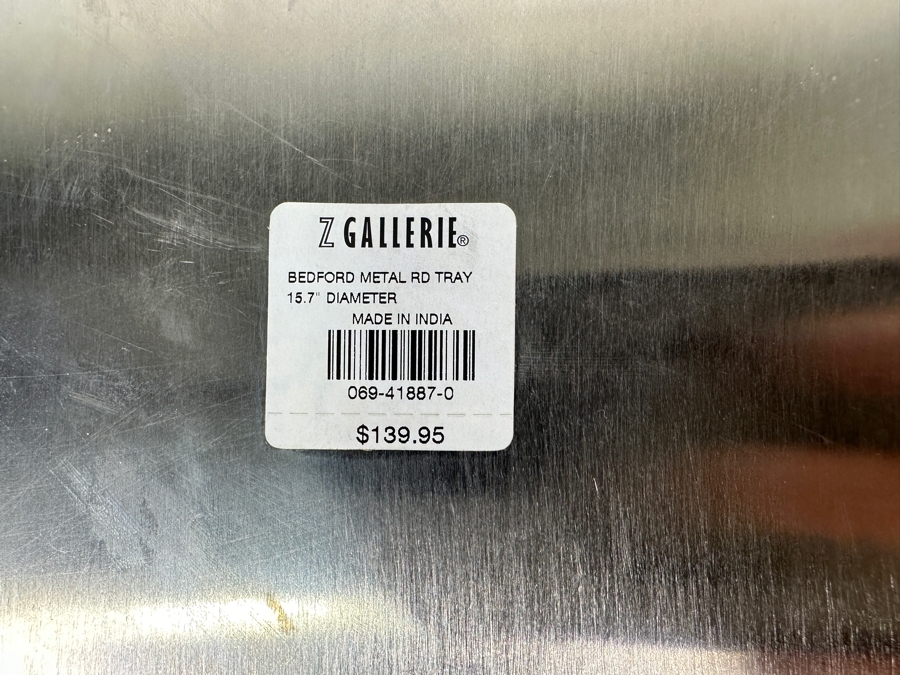 Z GALLERIE®
BEDFORD METAL RD TRAY
15.7" DIAMETER
MADE IN INDIA
069-41887-0
$139.95